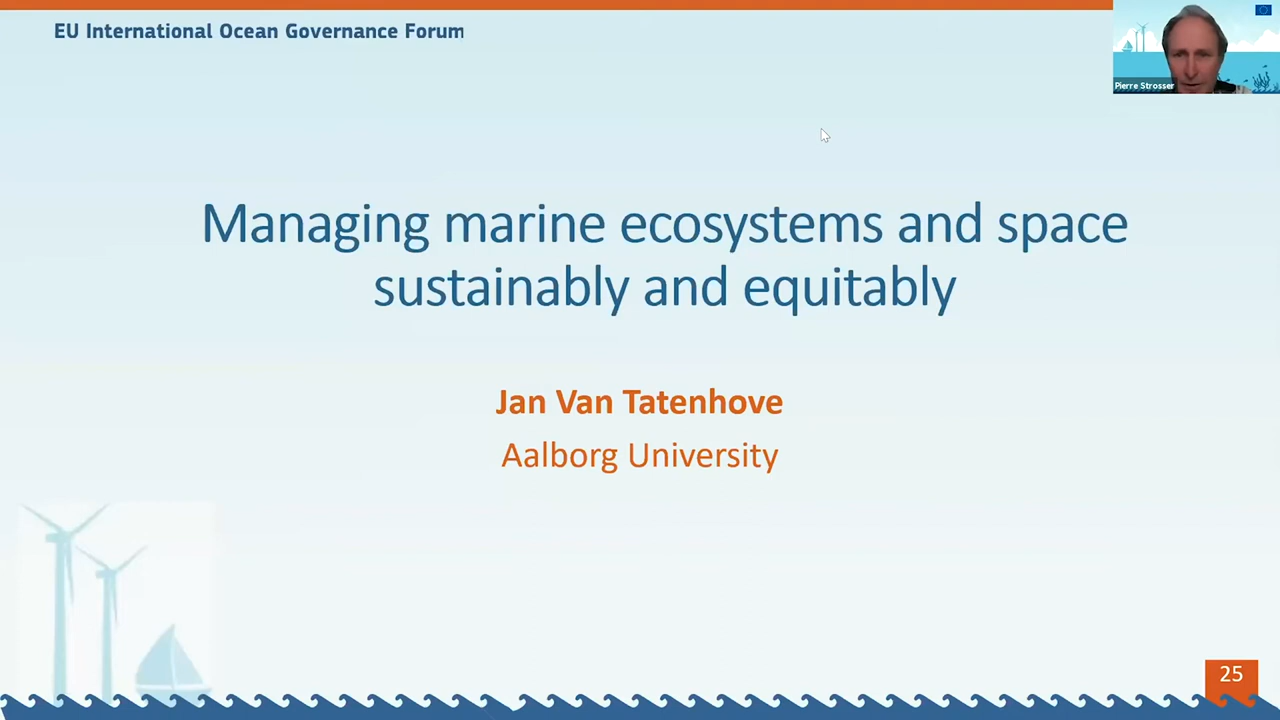 EU International Ocean Governance Forum
Pierre Strosser
Managing marine ecosystems and space
sustainably and equitably
Jan Van Tatenhove
Aalborg University
25